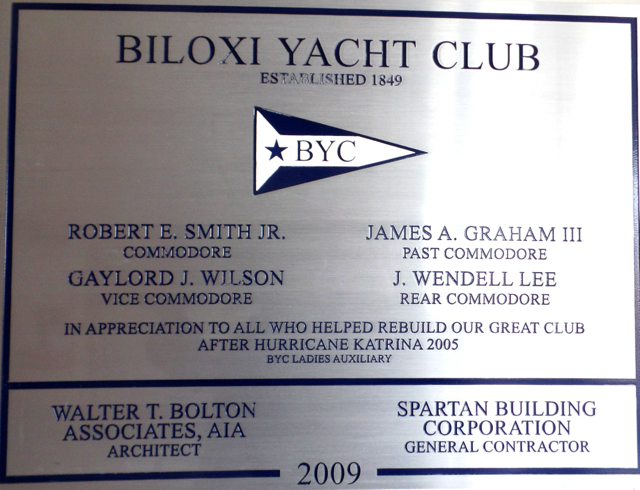 BILOXI YACHT CLUB
ESTABLISHED 1849
BYC
ROBERT E. SMITH JR.
COMMODORE
JAMES A. GRAHAM III
PAST COMMODORE
GAYLORD J. WILSON
VICE COMMODORE
J. WENDELL LEE
REAR COMMODORE
IN APPRECIATION TO ALL WHO HELPED REBUILD OUR GREAT CLUB
AFTER HURRICANE KATRINA 2005
BYC LADIES AUXILIARY
WALTER T. BOLTON
ASSOCIATES, AIA
ARCHITECT
SPARTAN BUILDING
CORPORATION
GENERAL CONTRACTOR
2009